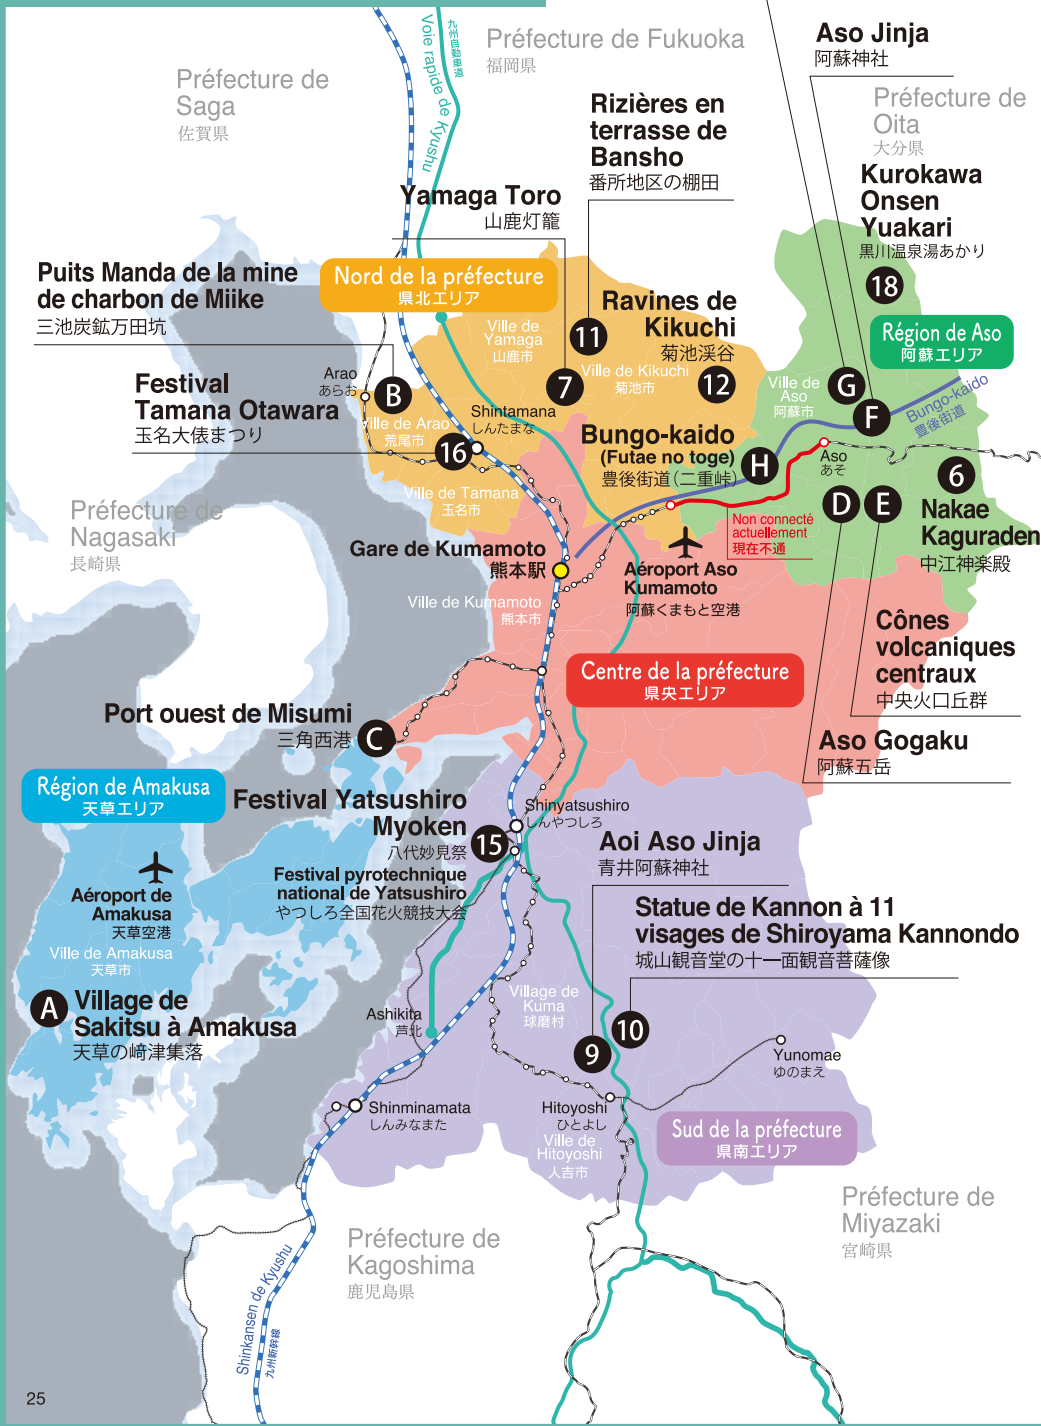 Préfecture de Fukuoka
福岡県
九州自動車道
Voie rapide de Kyushu
Préfecture de
Saga
佐賀県
Aso Jinja
阿蘇神社
Préfecture de
Oita
大分県
Rizières en
terrasse de
Bansho
番所地区の棚田
Kurokawa
Onsen
Yuakari
黒川温泉湯あかり
18
Yamaga Toro
山鹿灯籠
Puits Manda de la mine
de charbon de Miike
三池炭鉱万田坑
Nord de la préfecture
県北エリア
Ville de
Yamaga
山鹿市
11
Ravines de
Kikuchi
菊池渓谷
12
Région de Aso
阿蘇エリア
7
Ville de Kikuchi
菊池市
Ville de
Aso
阿蘇市
G
F
Bungo-kaido
豊後街道
Arao
あらお
B
Festival
Tamana Otawara
玉名大俵まつり
Ville de Arao
荒尾市
Shintamana
しんたまな
16
Bungo-kaido
(Futae no toge)
豊後街道(二重峠)
H
Aso
あそ
6
Nakae
Kaguraden
中江神楽殿
D
E
Ville de Tamana
玉名市
Non connecté
actuellement
現在不通
Préfecture de
Nagasaki
長崎県
Gare de Kumamoto
熊本駅
Aéroport Aso
Kumamoto
阿蘇くまもと空港
Ville de Kumamoto
熊本市
Cônes
volcaniques
centraux
中央火口丘群
Centre de la préfecture
県央エリア
Port ouest de Misumi
三角西港
C
Aso Gogaku
阿蘇五岳
Région de Amakusa
天草エリア
Festival Yatsushiro
Myoken
八代妙見祭
15
Shinyatsushiro
しんやつしろ
Festival pyrotechnique
national de Yatsushiro
やつしろ全国花火競技大会
Aoi Aso Jinja
青井阿蘇神社
Aéroport de
Amakusa
天草空港
Ville de Amakusa
天草市
Statue de Kannon à 11
visages de Shiroyama Kannondo
城山観音堂の十一面観音菩薩像
A
Village de
Sakitsu à Amakusa
天草の﨑津集落
Ashikita
芦北
Village de
Kuma
球磨村
10
9
Yunomae
ゆのまえ
Shinminamata
しんみなまた
Hitoyoshi
ひとよし
Ville de
Hitoyoshi
人吉市
Sud de la préfecture
県南エリア
Préfecture de
Miyazaki
宮崎県
Préfecture de
Kagoshima
鹿児島県
Shinkansen de Kyushu
九州新幹線
25